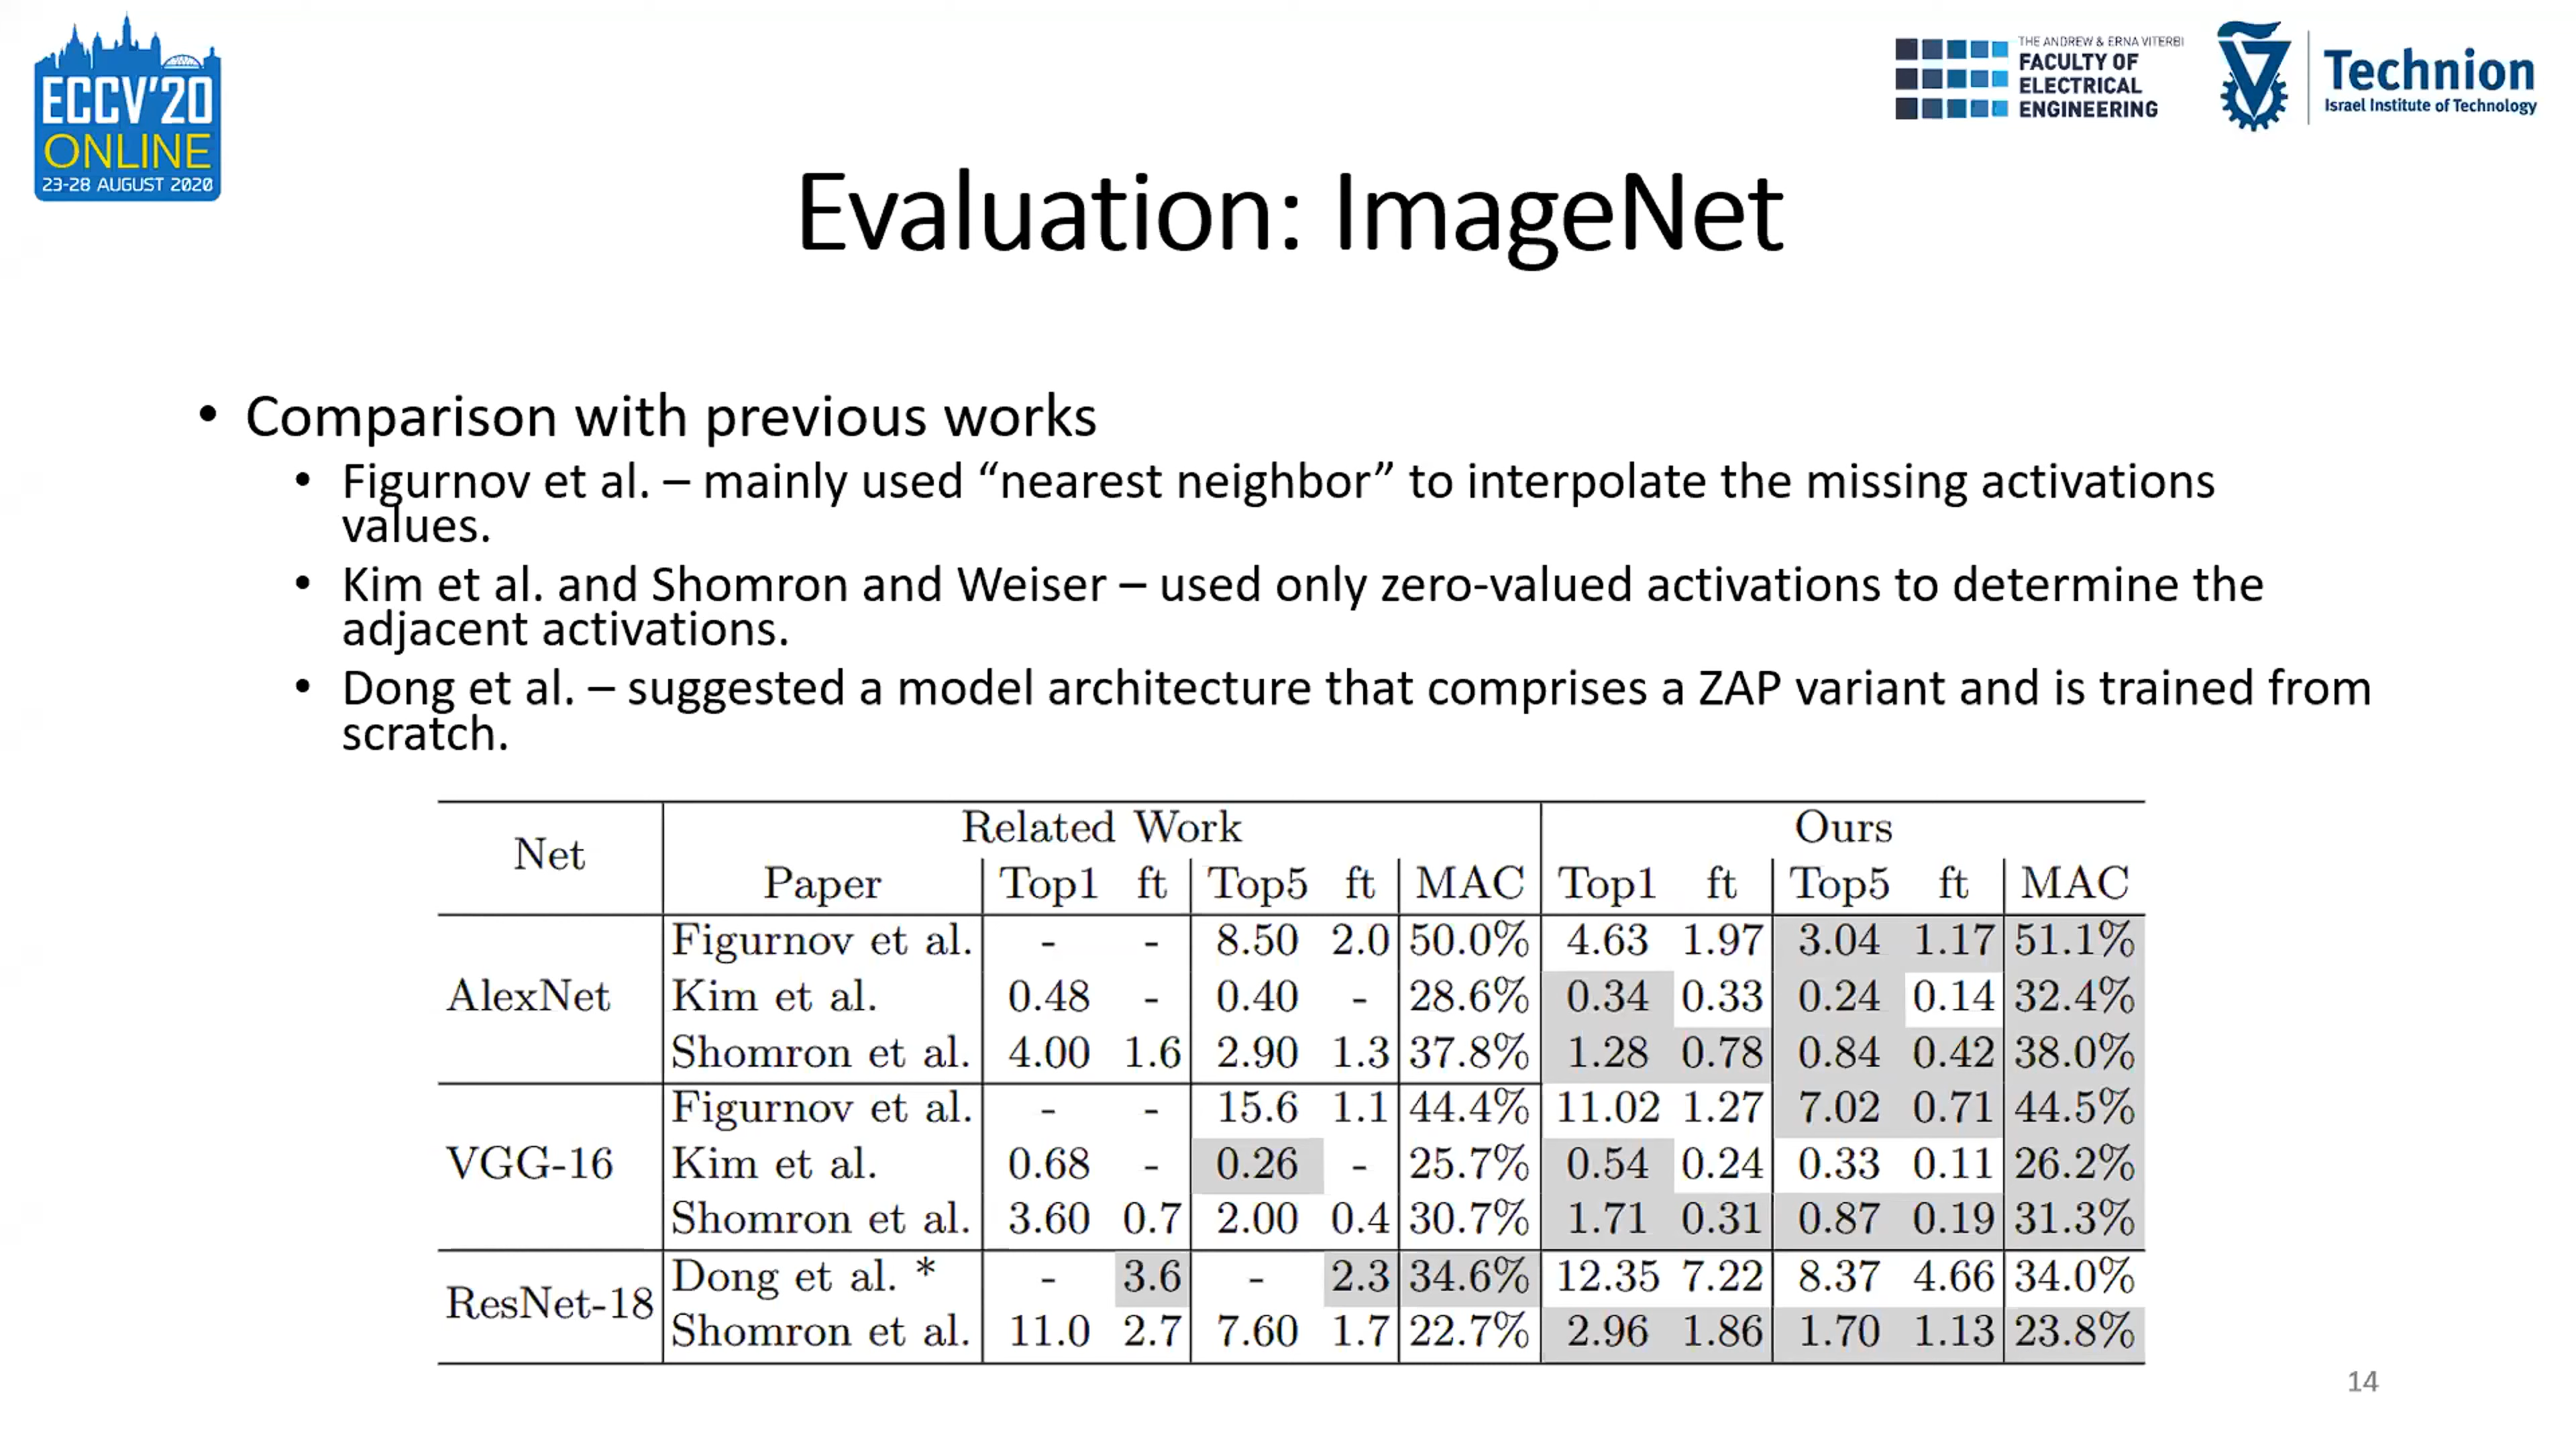 ECCV'20
ONLINE
23-28 AUGUST 2020
THE ANDREW & ERNA VITERBI
FACULTY OF
ELECTRICAL
ENGINEERING
Technion
Israel Institute of Technology
Evaluation: ImageNet
• Comparison with previous works
• Figurnov et al. – mainly used “nearest neighbor” to interpolate the missing activations
values.
• Kim et al. and Shomron and Weiser – used only zero-valued activations to determine the
adjacent activations.
• Dong et al. – suggested a model architecture that comprises a ZAP variant and is trained from
scratch.
Net Related Work Ours
Paper Top1 ft Top5 ft MAC Top1 ft Top5 ft MAC
AlexNet Figurnov et al. - - 8.50 2.0 50.0% 4.63 1.97 3.04 1.17 51.1%
Kim et al. 0.48 - 0.40 - 28.6% 0.34 0.33 0.24 0.14 32.4%
Shomron et al. 4.00 1.6 2.90 1.3 37.8% 1.28 0.78 0.84 0.42 38.0%
VGG-16 Figurnov et al. - - 15.6 1.1 44.4% 11.02 1.27 7.02 0.71 44.5%
Kim et al. 0.68 - 0.26 - 25.7% 0.54 0.24 0.33 0.11 26.2%
Shomron et al. 3.60 0.7 2.00 0.4 30.7% 1.71 0.31 0.87 0.19 31.3%
ResNet-18 Dong et al. * - 3.6 - 2.3 34.6% 12.35 7.22 8.37 4.66 34.0%
Shomron et al. 11.0 2.7 7.60 1.7 22.7% 2.96 1.86 1.70 1.13 23.8%
14